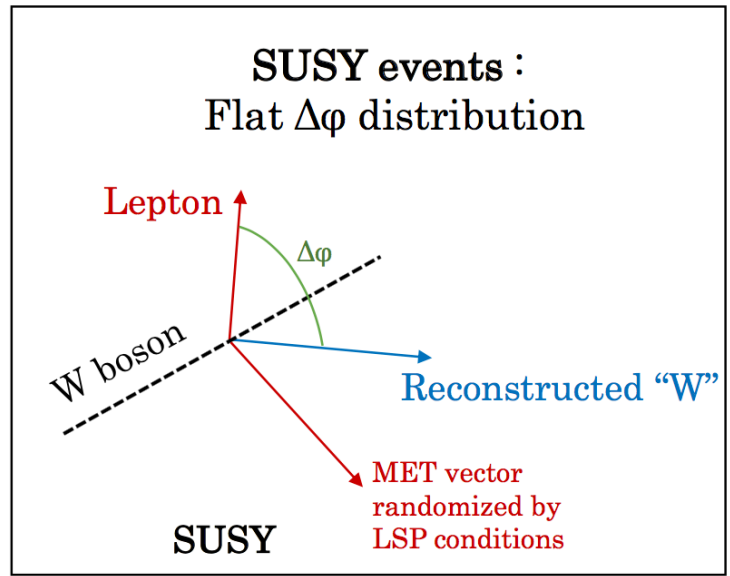 SUSY events :
Flat Δφ distribution
Lepton
Δφ
W boson
Reconstructed “W”
MET vector
randomized by
LSP conditions
SUSY